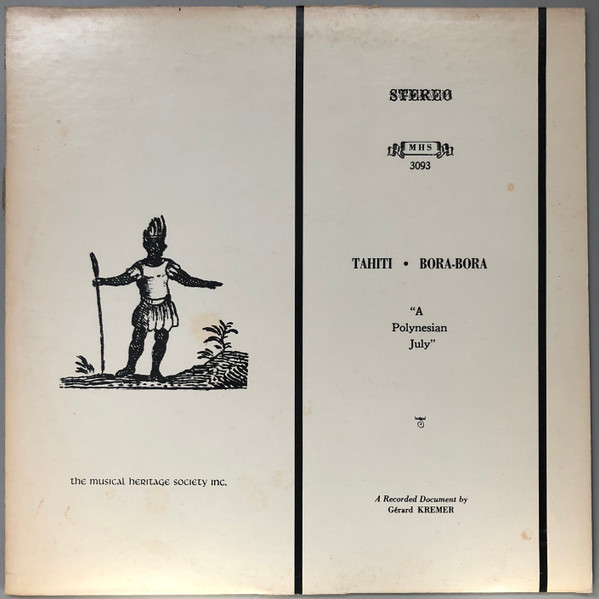 STEREO
MHS
3093
TAHITI • BORA-BORA
“A
Polynesian
July”
the musical heritage society inc.
A Recorded Document by
Gérard KREMER